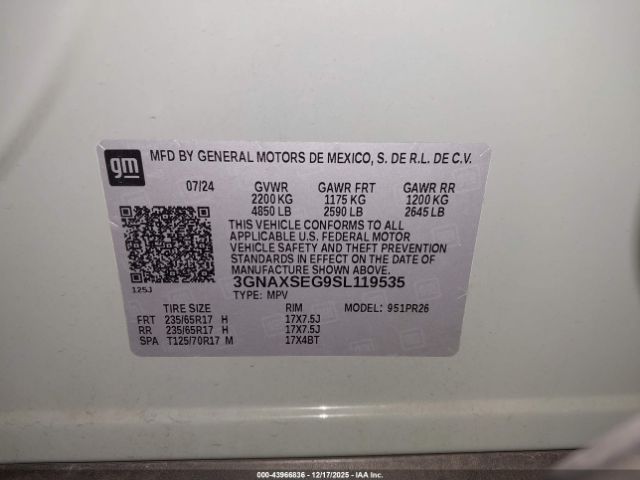 gm
MFD BY GENERAL MOTORS DE MEXICO, S. DE R.L. DE C.V.
07/24 GVWR GAWR FRT GAWR RR
2200 KG 1175 KG 1200 KG
4850 LB 2590 LB 2645 LB
THIS VEHICLE CONFORMS TO ALL
APPLICABLE U.S. FEDERAL MOTOR
VEHICLE SAFETY AND THEFT PREVENTION
STANDARDS IN EFFECT ON THE DATE OF
MANUFACTURE SHOWN ABOVE.
3GNAXSEG9SL119535
125J
TYPE: MPV
TIRE SIZE RIM MODEL: 951PR26
FRT 235/65R17 H 17X7.5J
RR 235/65R17 H 17X7.5J
SPA T125/70R17 M 17X4BT
000-43966836 - 12/17/2025 - IAAI.COM